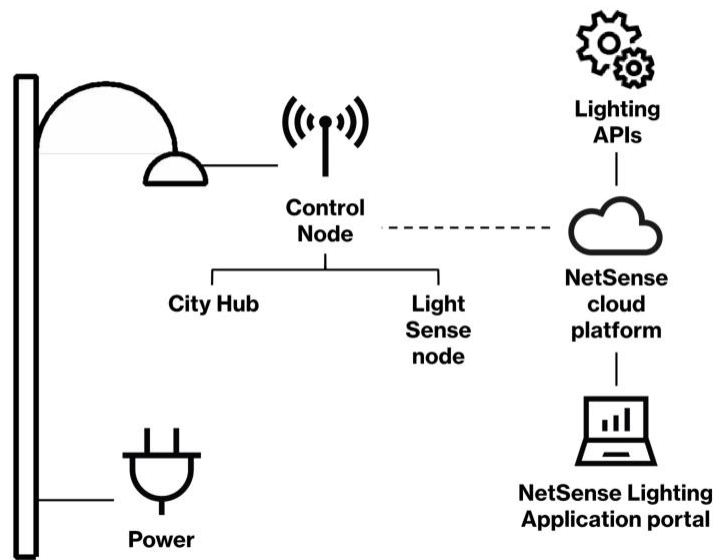 Lighting
APIs
Control
Node
City Hub
Light
Sense
node
NetSense
cloud
platform
NetSense Lighting
Application portal
Power